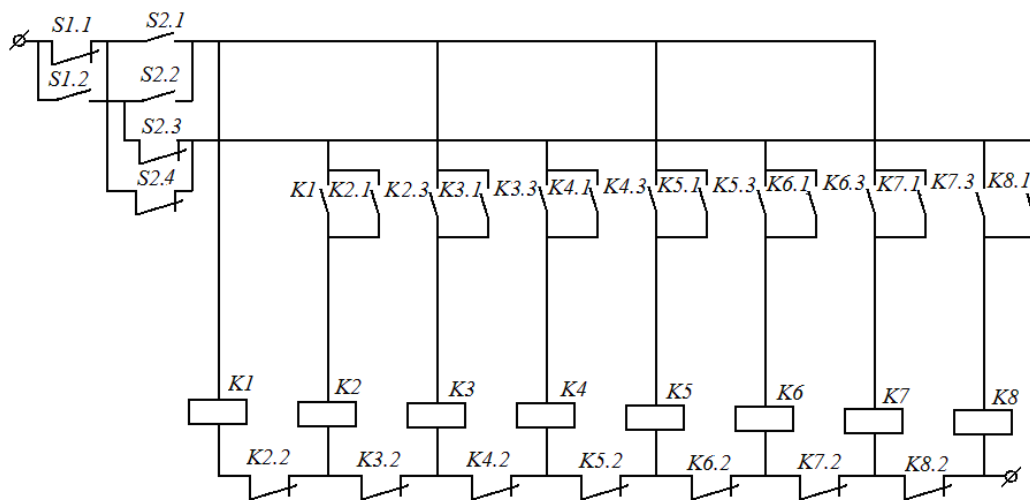 S1.1
S2.1
S1.2
S2.2
S2.3
S2.4
K1 K2.1 K2.3 K3.1 K3.3 K4.1 K4.3 K5.1 K5.3 K6.1 K6.3 K7.1 K7.3 K8.1
K1 K2 K3 K4 K5 K6 K7 K8
K2.2 K3.2 K4.2 K5.2 K6.2 K7.2 K8.2